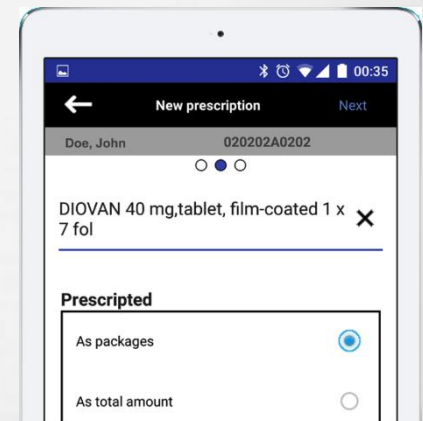 00:35
New prescription Next
Doe, John 020202A0202
DIOVAN 40 mg,tablet, film-coated 1 x
7 fol
Prescripted
As packages
As total amount